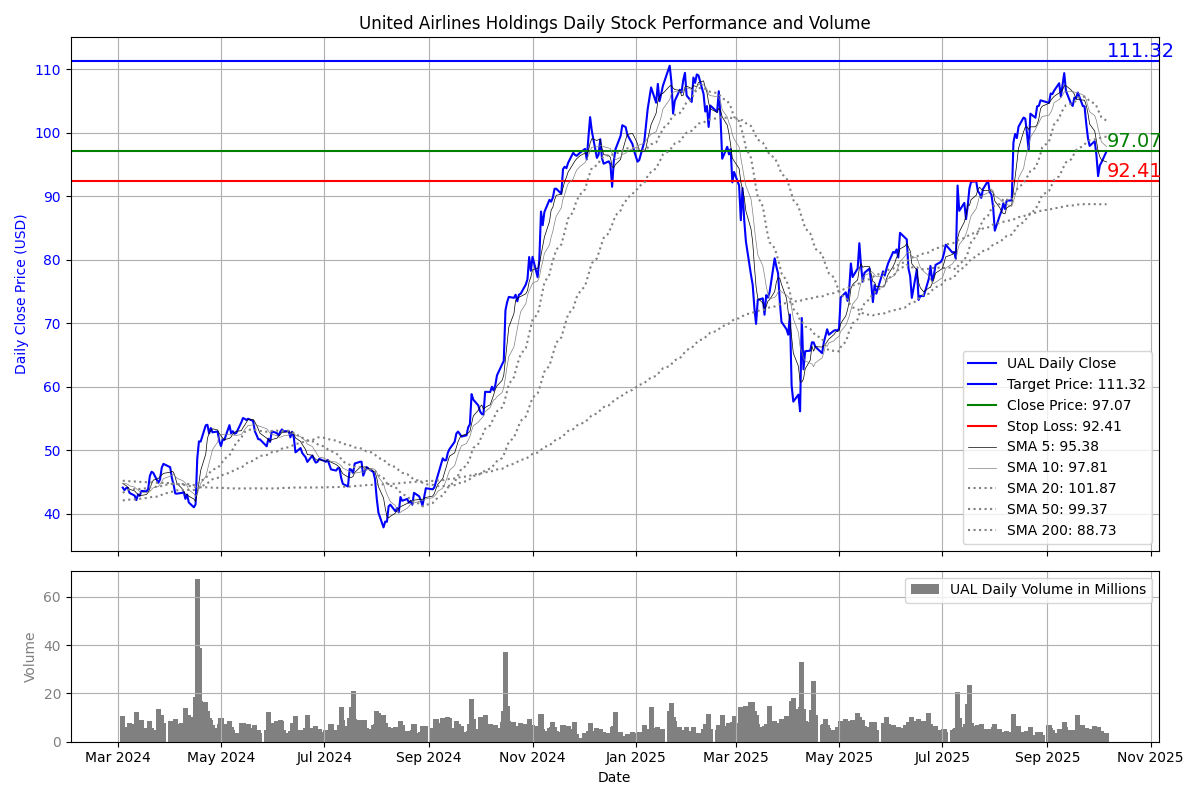 United Airlines Holdings Daily Stock Performance and Volume
111.32
97.07
92.41
Daily Close Price (USD)
110
100
90
80
70
60
50
40
UAL Daily Close
Target Price: 111.32
Close Price: 97.07
Stop Loss: 92.41
SMA 5: 95.38
SMA 10: 97.81
SMA 20: 101.87
SMA 50: 99.37
SMA 200: 88.73
Volume
60
40
20
0
UAL Daily Volume in Millions
Mar 2024 May 2024 Jul 2024 Sep 2024 Nov 2024 Jan 2025 Mar 2025 May 2025 Jul 2025 Sep 2025 Nov 2025
Date